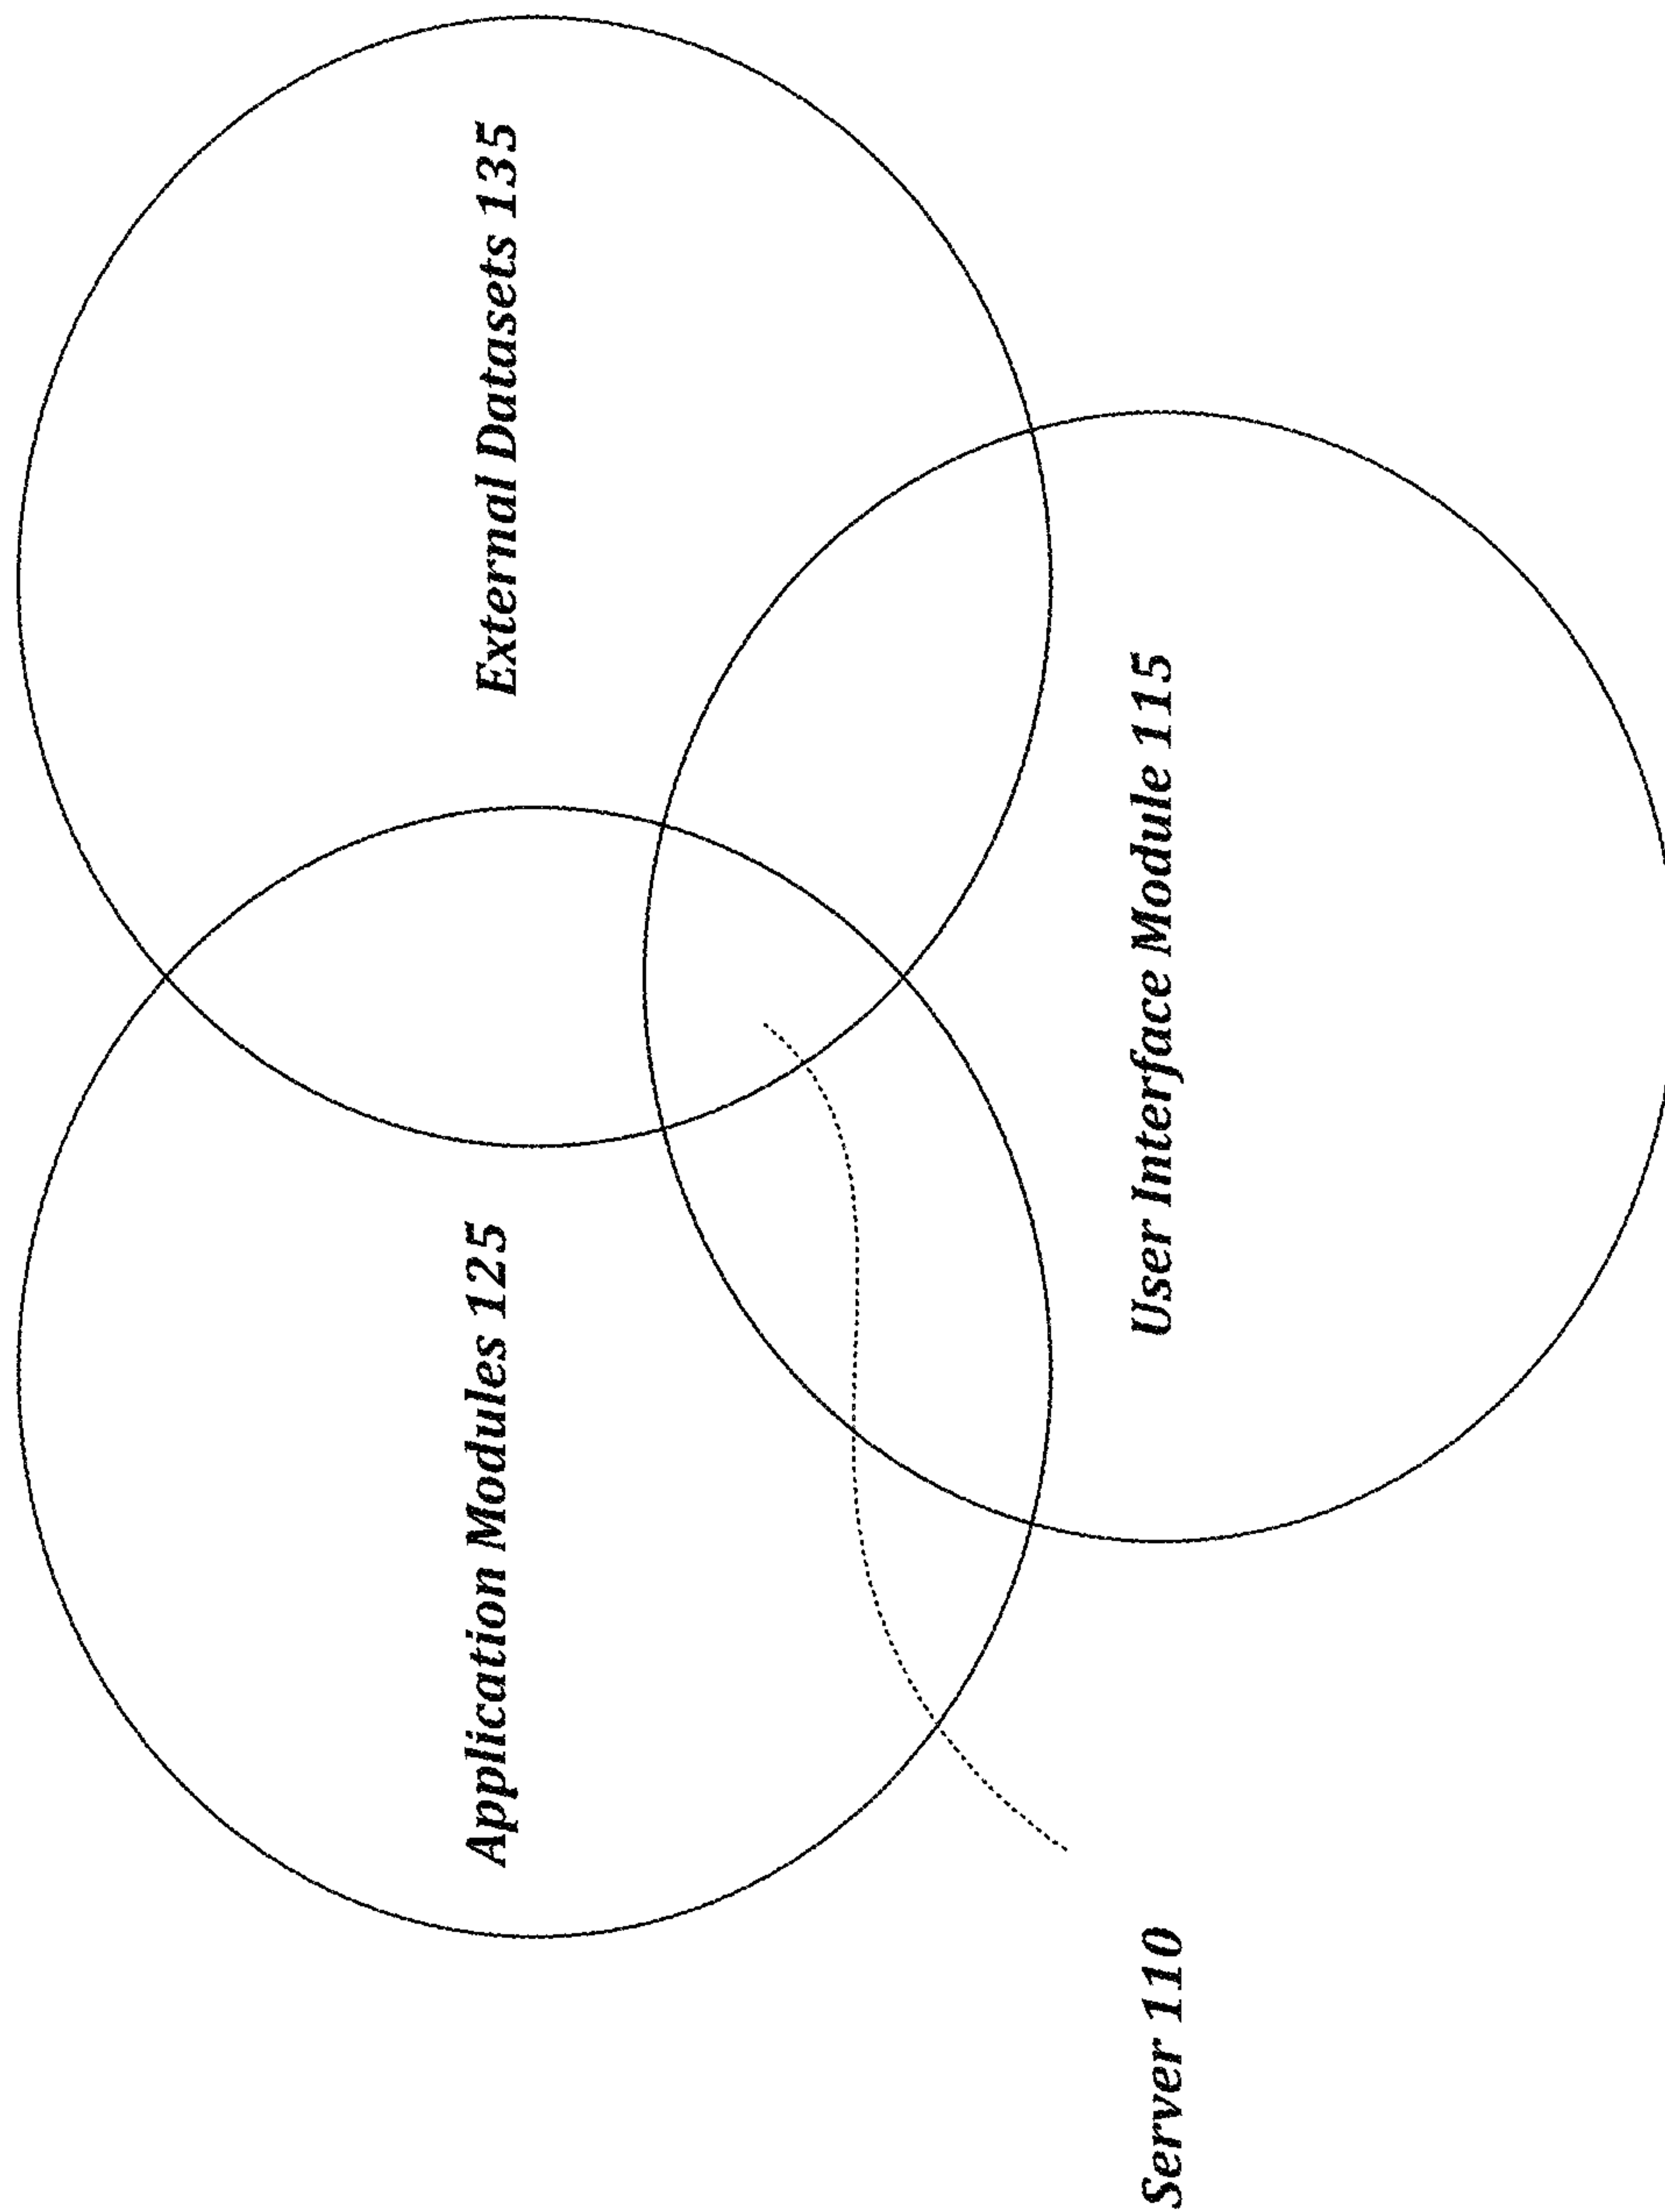 Application Modules 125
External Datasets 135
User Interface Module 115
Server 110